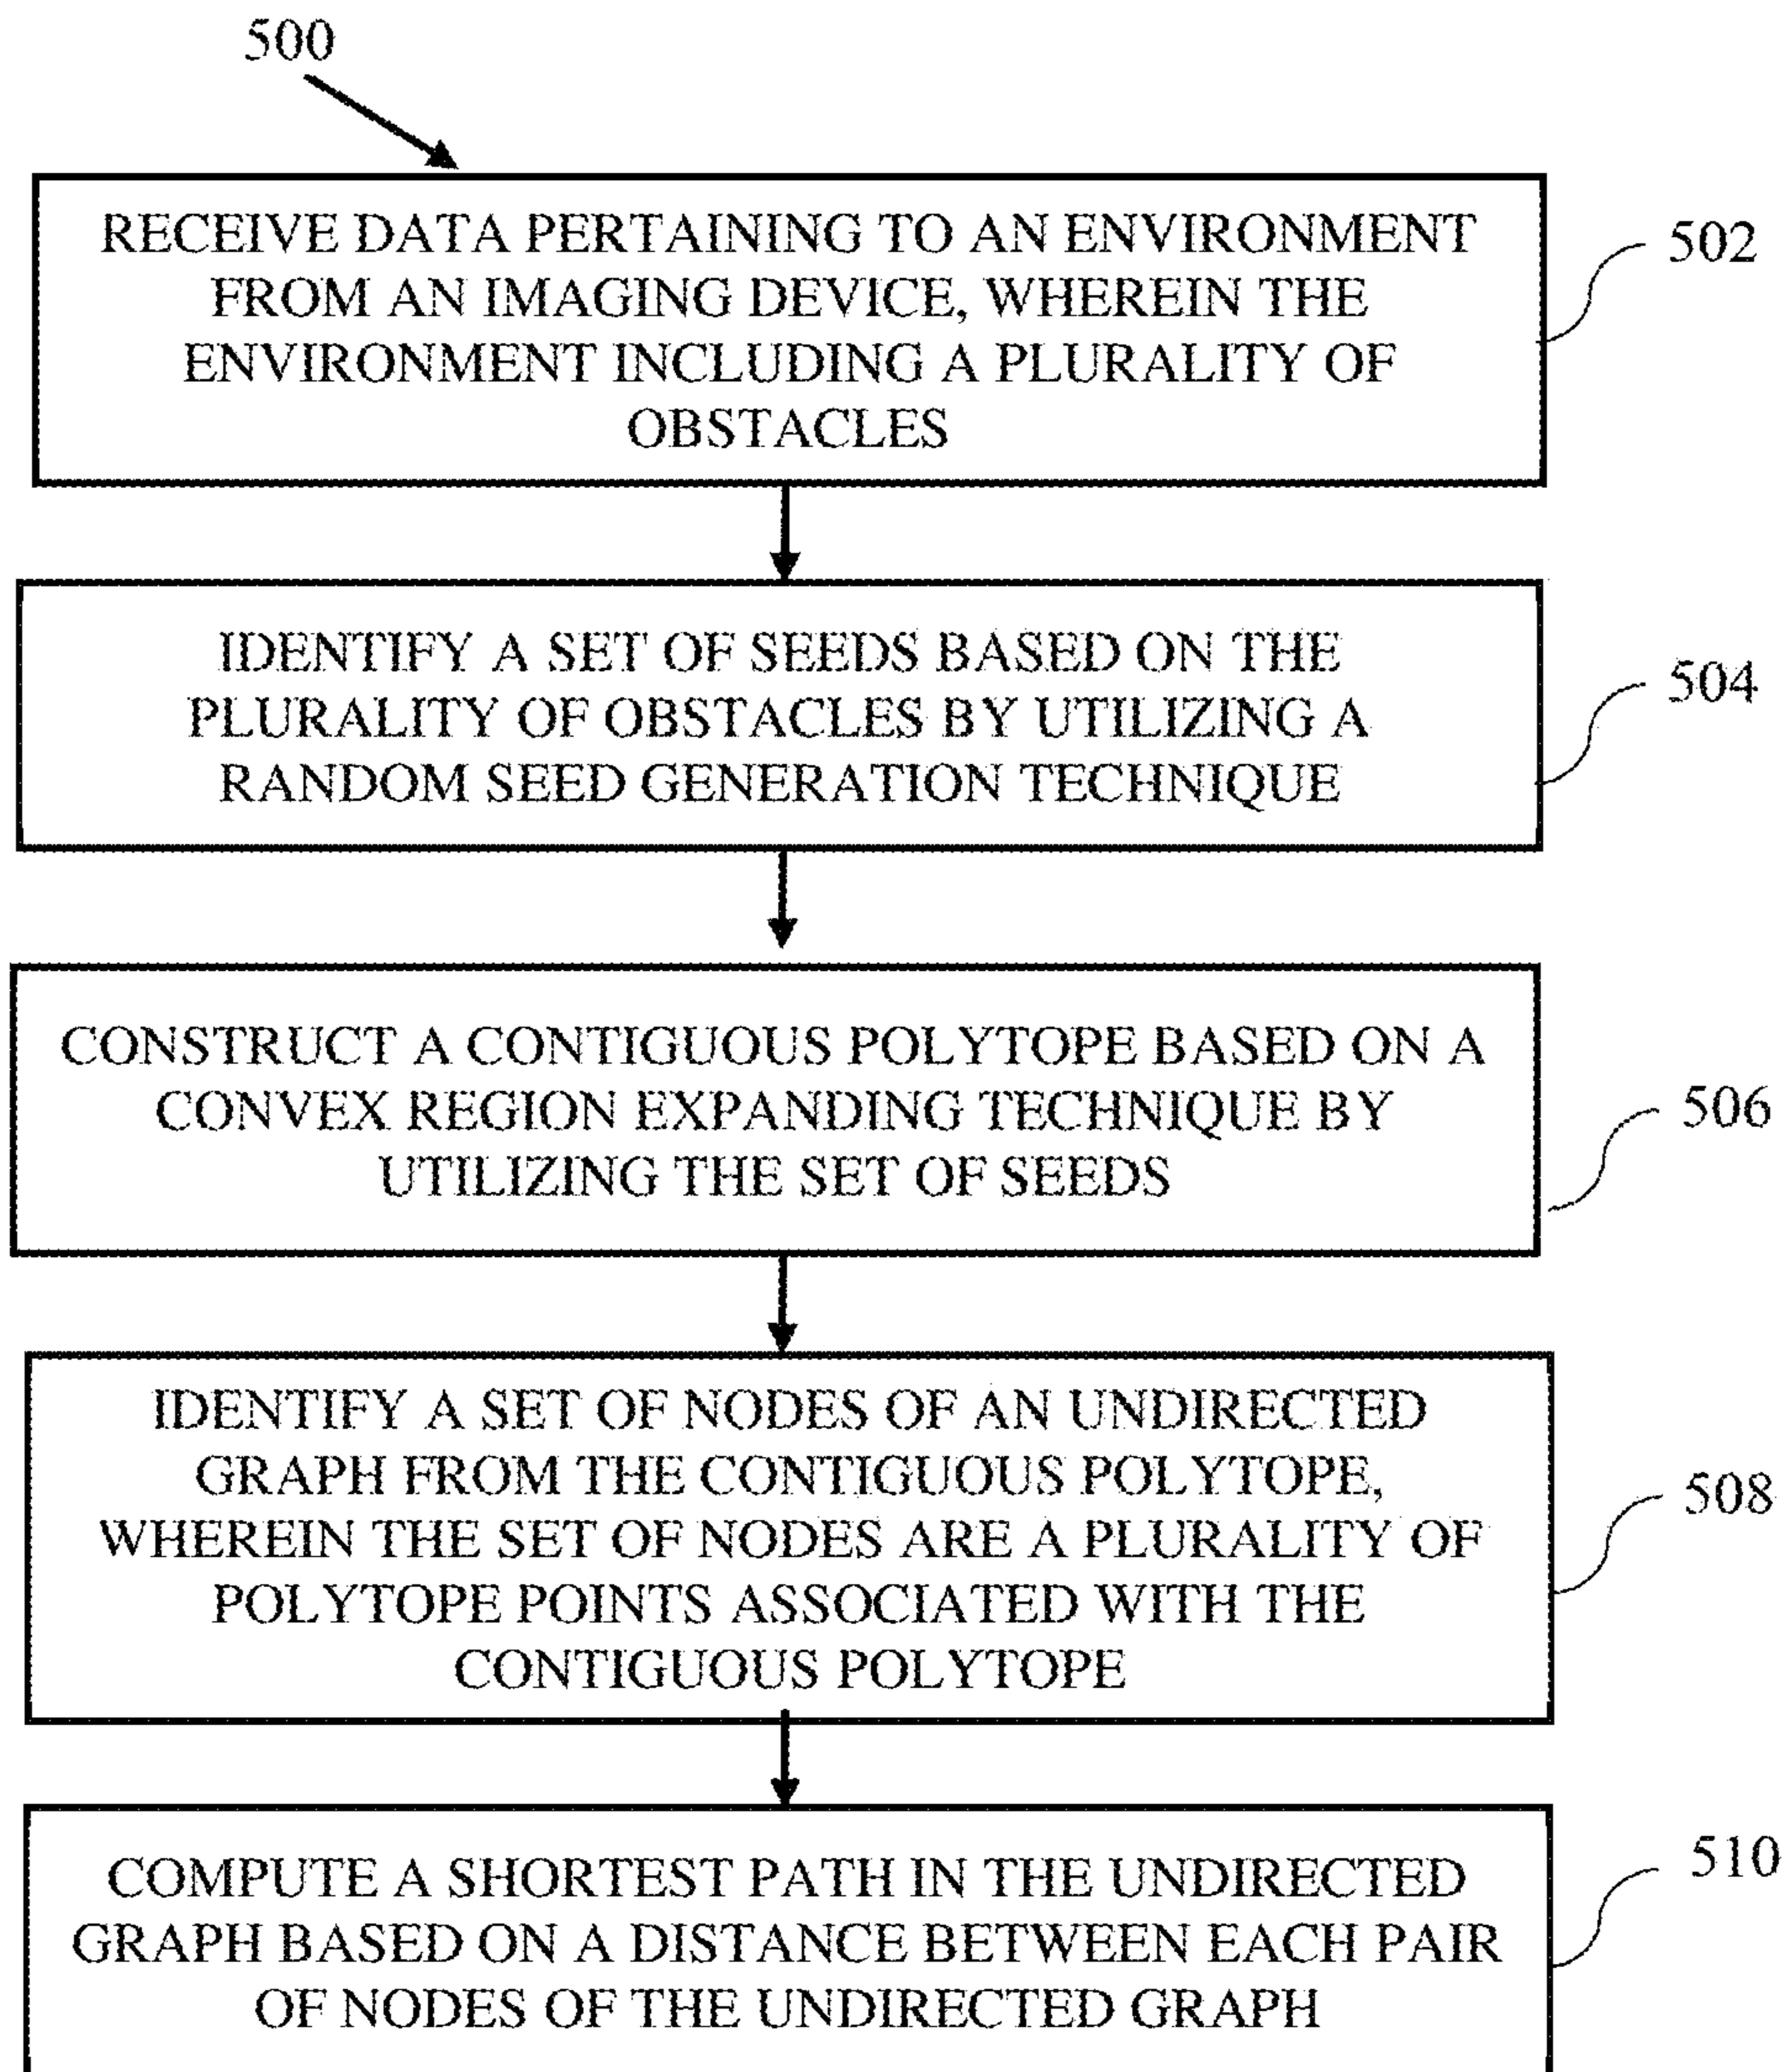 500
RECEIVE DATA PERTAINING TO AN ENVIRONMENT
FROM AN IMAGING DEVICE, WHEREIN THE
ENVIRONMENT INCLUDING A PLURALITY OF
OBSTACLES
502
IDENTIFY A SET OF SEEDS BASED ON THE
PLURALITY OF OBSTACLES BY UTILIZING A
RANDOM SEED GENERATION TECHNIQUE
504
CONSTRUCT A CONTIGUOUS POLYTOPE BASED ON A
CONVEX REGION EXPANDING TECHNIQUE BY
UTILIZING THE SET OF SEEDS
506
IDENTIFY A SET OF NODES OF AN UNDIRECTED
GRAPH FROM THE CONTIGUOUS POLYTOPE,
WHEREIN THE SET OF NODES ARE A PLURALITY OF
POLYTOPE POINTS ASSOCIATED WITH THE
CONTIGUOUS POLYTOPE
508
COMPUTE A SHORTEST PATH IN THE UNDIRECTED
GRAPH BASED ON A DISTANCE BETWEEN EACH PAIR
OF NODES OF THE UNDIRECTED GRAPH
510